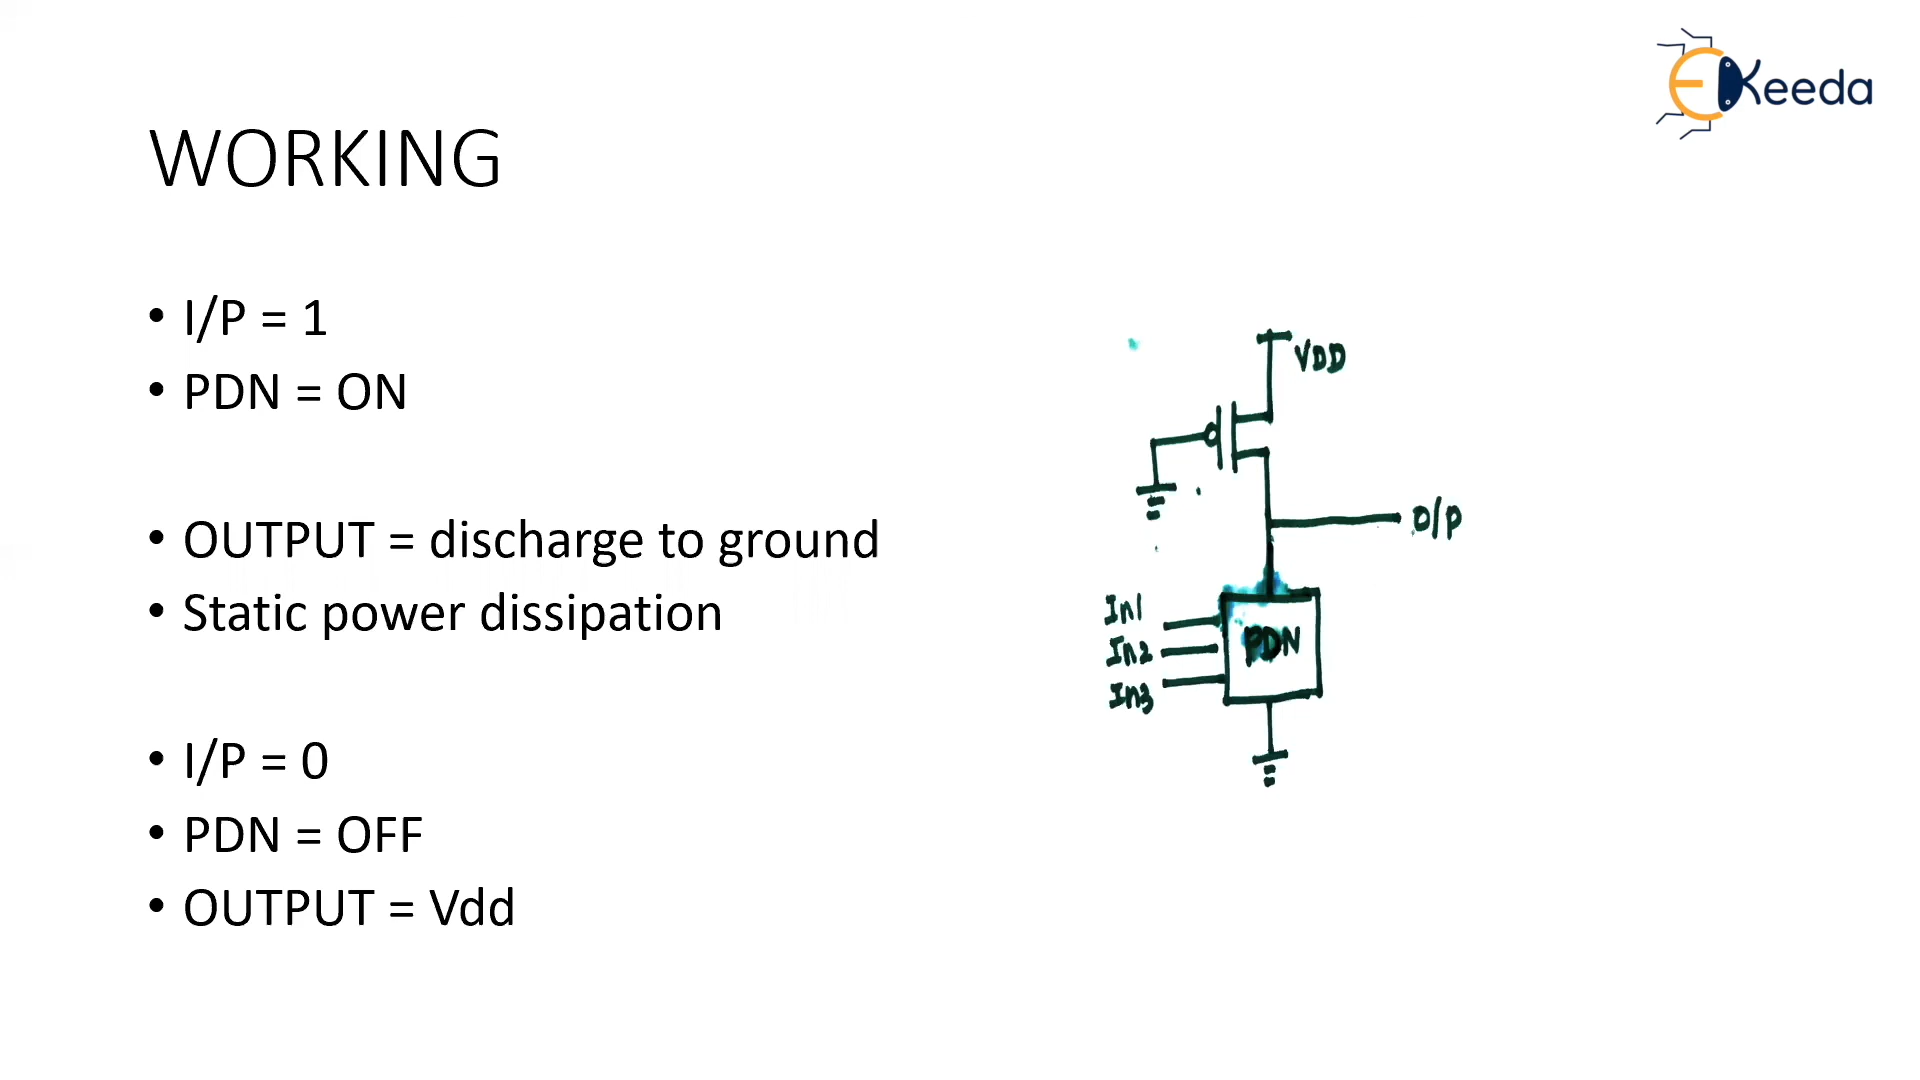 EKeeda
WORKING
• I/P = 1
• PDN = ON
• OUTPUT = discharge to ground
• Static power dissipation
• I/P = 0
• PDN = OFF
• OUTPUT = Vdd
VDD
O/P
In1
In2
In3
PDN